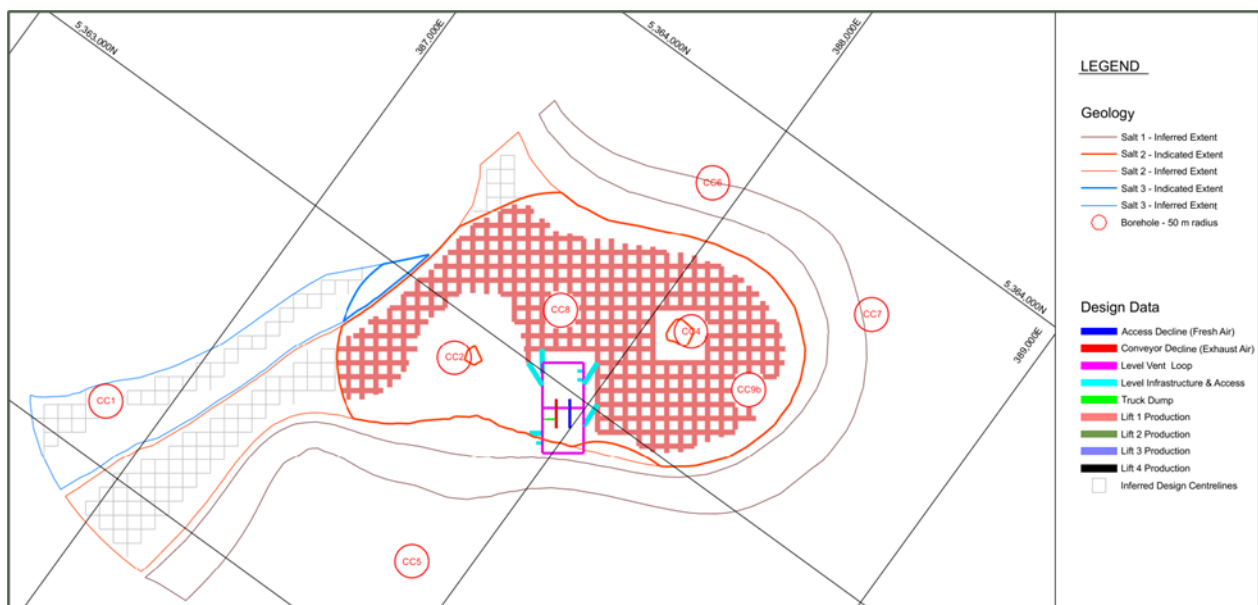 5,363,000N
387,000E
5,364,000N
388,000E
CC6
CC7
5,364,000N
389,000E
CC8
CC4
CC2
CC9b
CC1
CC5
LEGEND
Geology
Salt 1 - Inferred Extent
Salt 2 - Indicated Extent
Salt 2 - Inferred Extent
Salt 3 - Indicated Extent
Salt 3 - Inferred Extent
Borehole - 50 m radius
Design Data
Access Decline (Fresh Air)
Conveyor Decline (Exhaust Air)
Level Vent Loop
Level Infrastructure & Access
Truck Dump
Lift 1 Production
Lift 2 Production
Lift 3 Production
Lift 4 Production
Inferred Design Centrelines